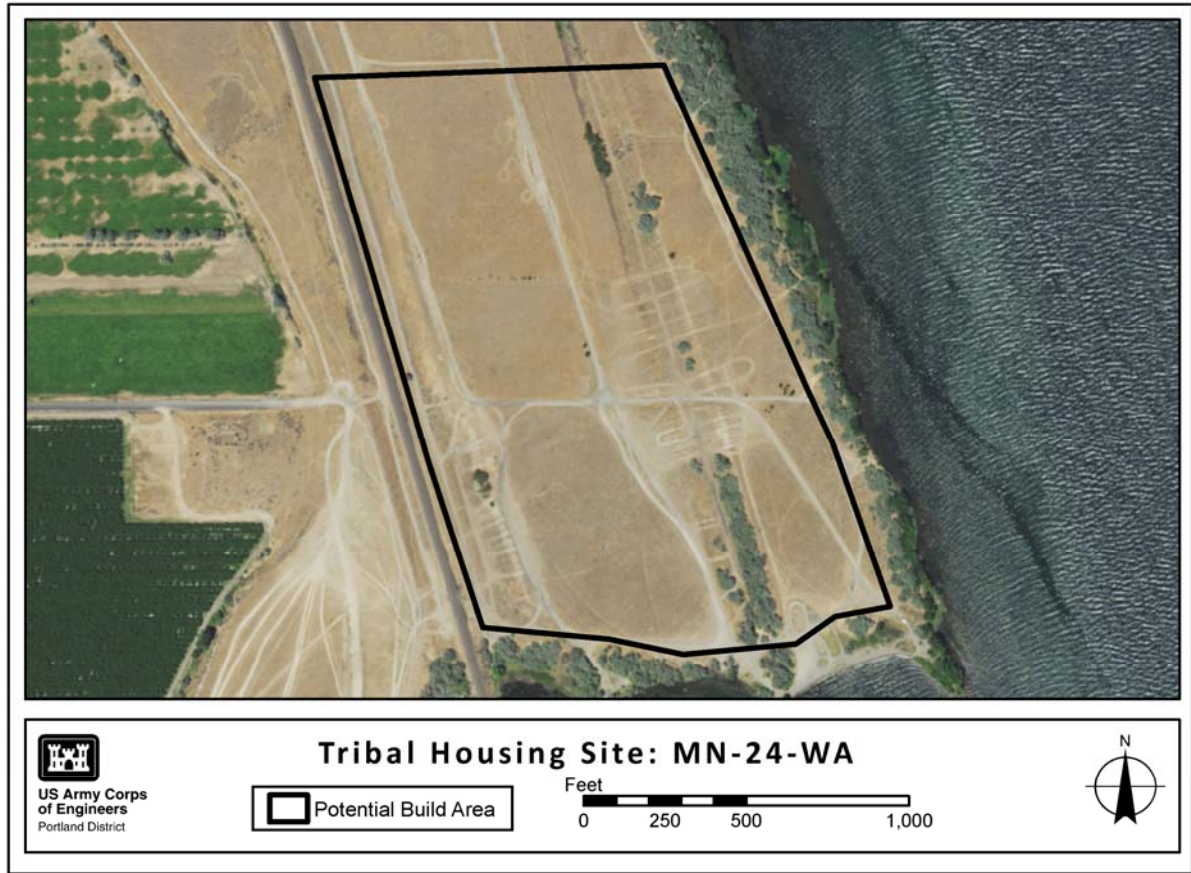 Tribal Housing Site: MN-24-WA
US Army Corps
of Engineers
Portland District
Potential Build Area
Feet
0 250 500 1,000
N